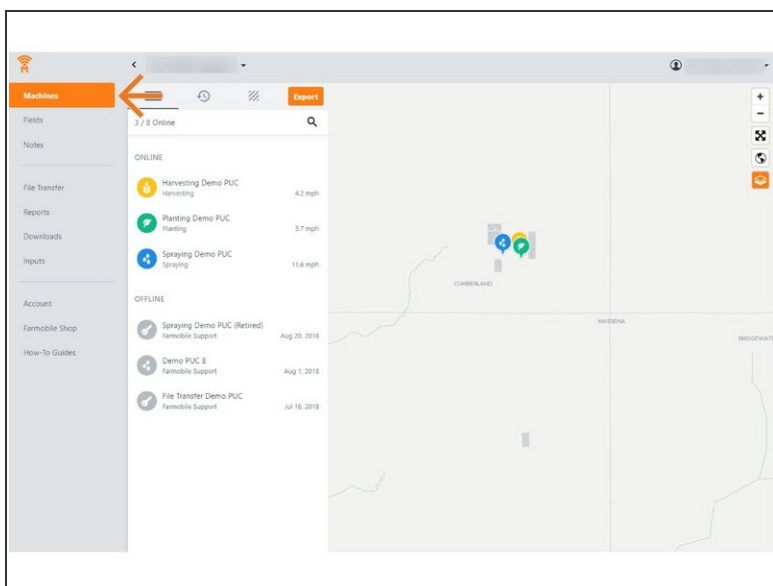 Machines
Fields
Notes
File Transfer
Reports
Downloads
Inputs
Account
Farmobile Shop
How-To Guides
Export
3 / 8 Online
ONLINE
Harvesting Demo PUC
Harvesting 4.2 mph
Planting Demo PUC
Planting 5.7 mph
Spraying Demo PUC
Spraying 11.6 mph
OFFLINE
Spraying Demo PUC (Retired)
Farmobile Support Aug 20, 2018
Demo PUC 8
Farmobile Support Aug 1, 2018
File Transfer Demo PUC
Farmobile Support Jul 16, 2018
CUMBERLAND
MASSENA
BRIDGEWAT